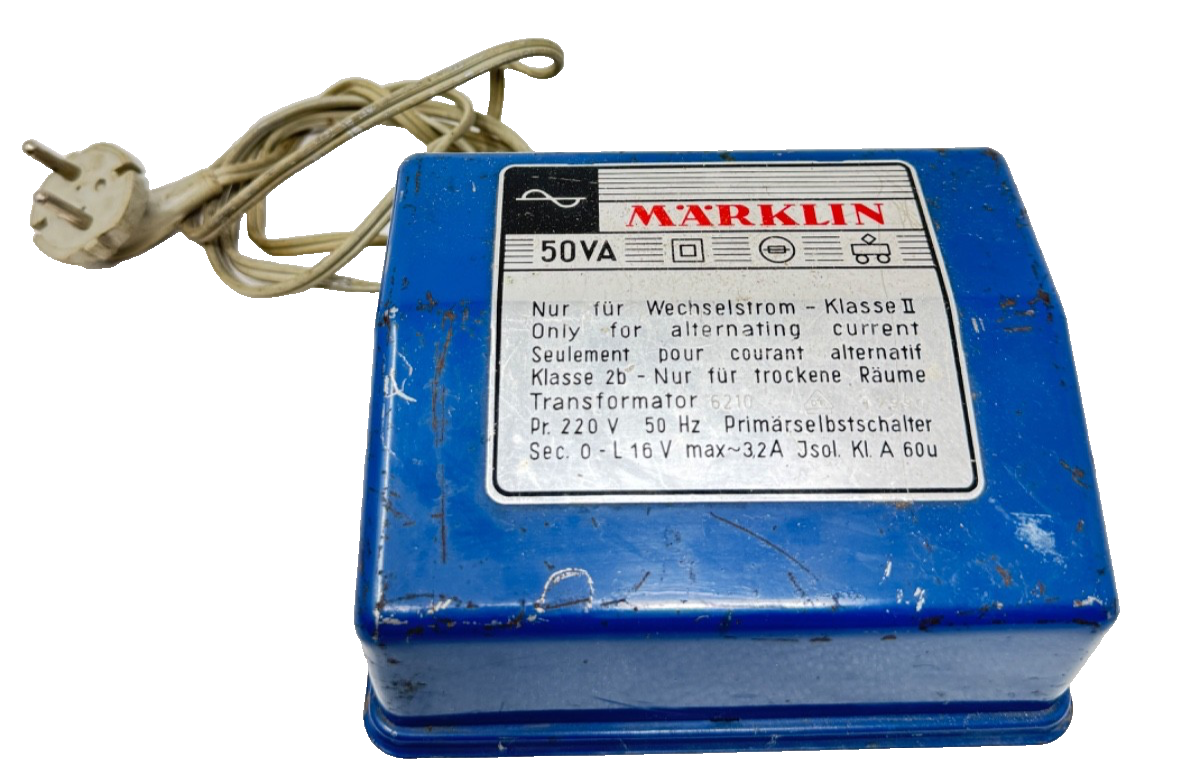 MÄRKLIN
50VA
Nur für Wechselstrom - Klasse II
Only for alternating current
Seulement pour courant alternatif
Klasse 2b - Nur für trockene Räume
Transformator 6210
Pr. 220 V 50 Hz Primärselbstschalter
Sec. 0 - L 16 V max~3,2A Jsol. Kl. A 60u